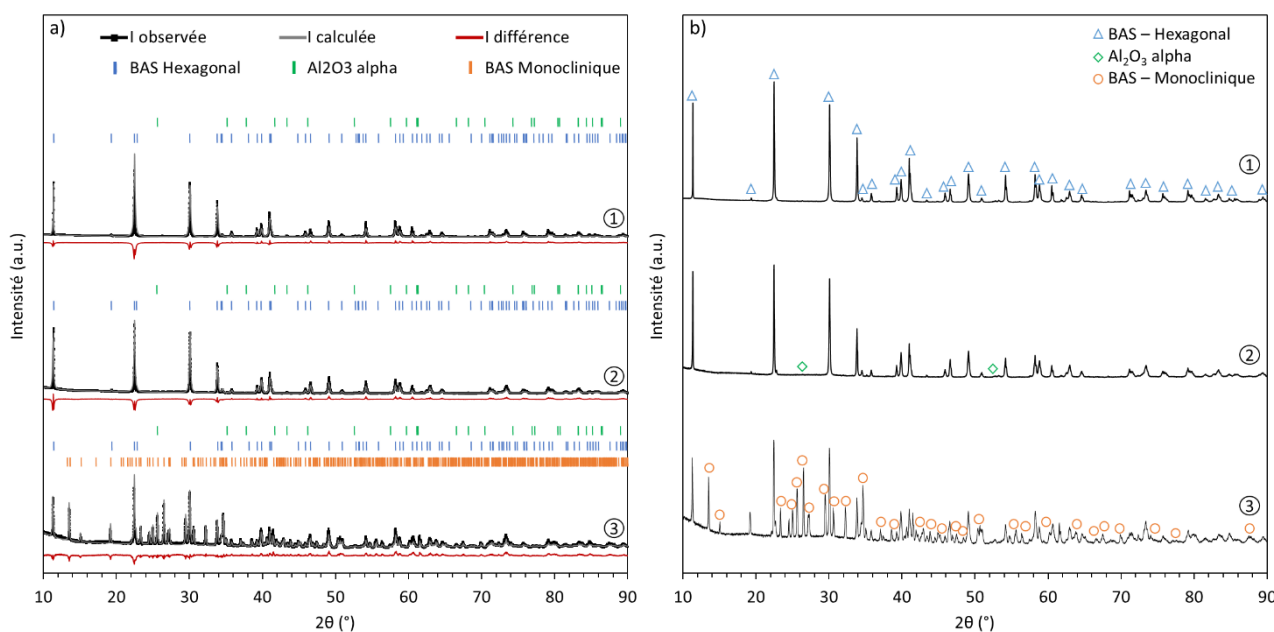 a)
I observée I calculée I différence
BAS Hexagonal Al2O3 alpha BAS Monoclinique
①
②
③
Intensité (a.u.)
10 20 30 40 50 60 70 80 90
2θ (°)
b)
BAS – Hexagonal
Al₂O₃ alpha
BAS – Monoclinique
①
②
③
Intensité (a.u.)
10 20 30 40 50 60 70 80 90
2θ (°)